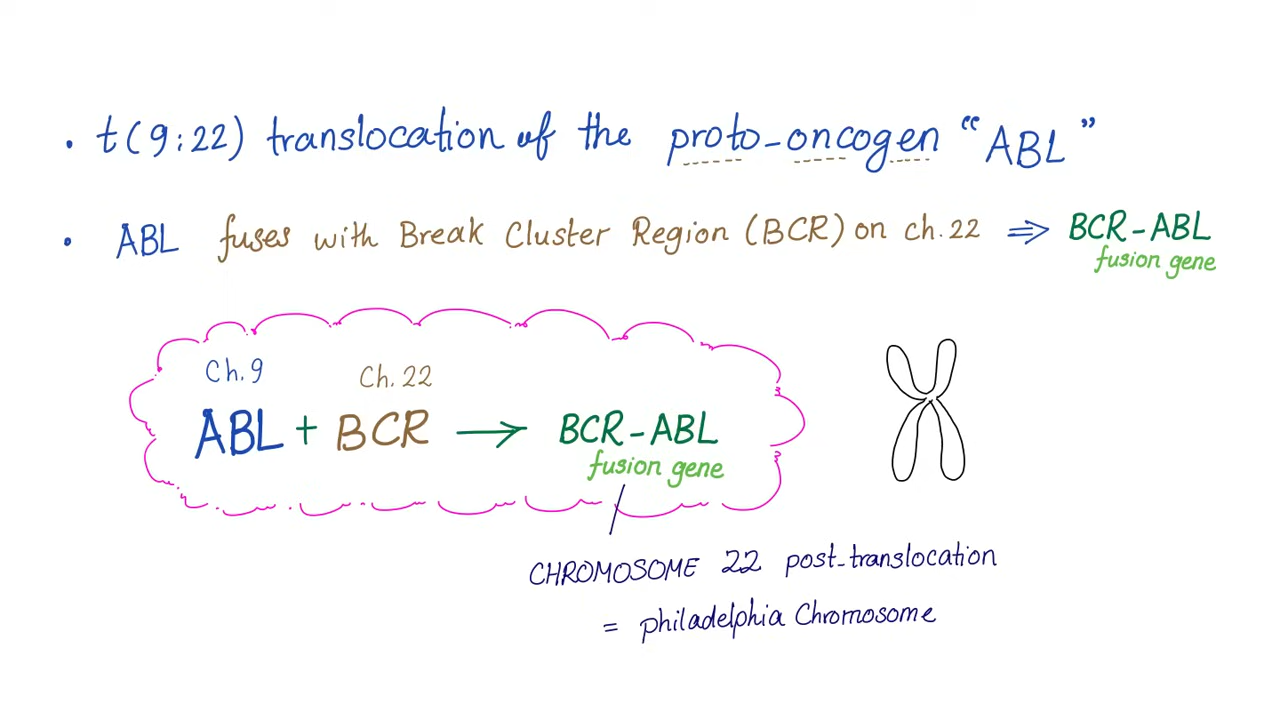 • t(9:22) translocation of the proto-oncogen “ABL”
• ABL fuses with Break Cluster Region (BCR) on ch.22 ⇒ BCR-ABL
fusion gene
Ch.9
Ch.22
ABL + BCR → BCR-ABL
fusion gene
CHROMOSOME 22 post-translocation
= philadelphia Chromosome